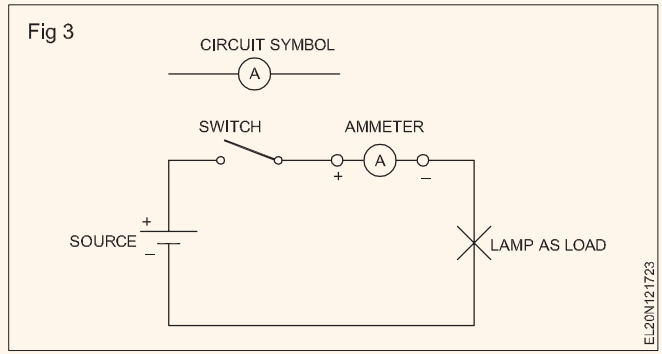 Fig 3
CIRCUIT SYMBOL
A
SWITCH
AMMETER
A
+
–
+
SOURCE
–
LAMP AS LOAD
EL20N121723